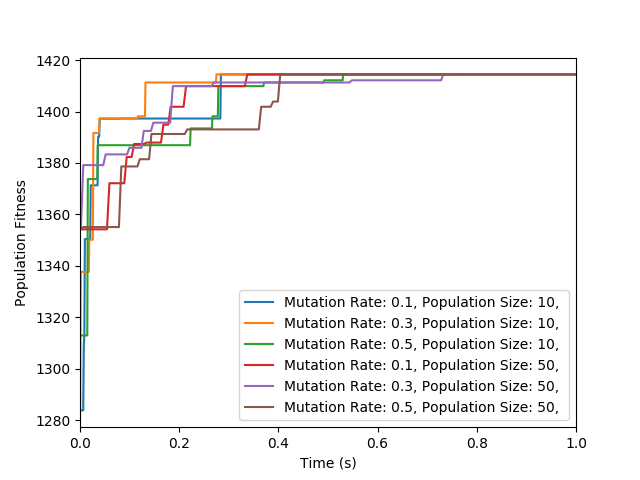 1420
1400
1380
1360
1340
1320
1300
1280
Population Fitness
Mutation Rate: 0.1, Population Size: 10,
Mutation Rate: 0.3, Population Size: 10,
Mutation Rate: 0.5, Population Size: 10,
Mutation Rate: 0.1, Population Size: 50,
Mutation Rate: 0.3, Population Size: 50,
Mutation Rate: 0.5, Population Size: 50,
0.0 0.2 0.4 0.6 0.8 1.0
Time (s)